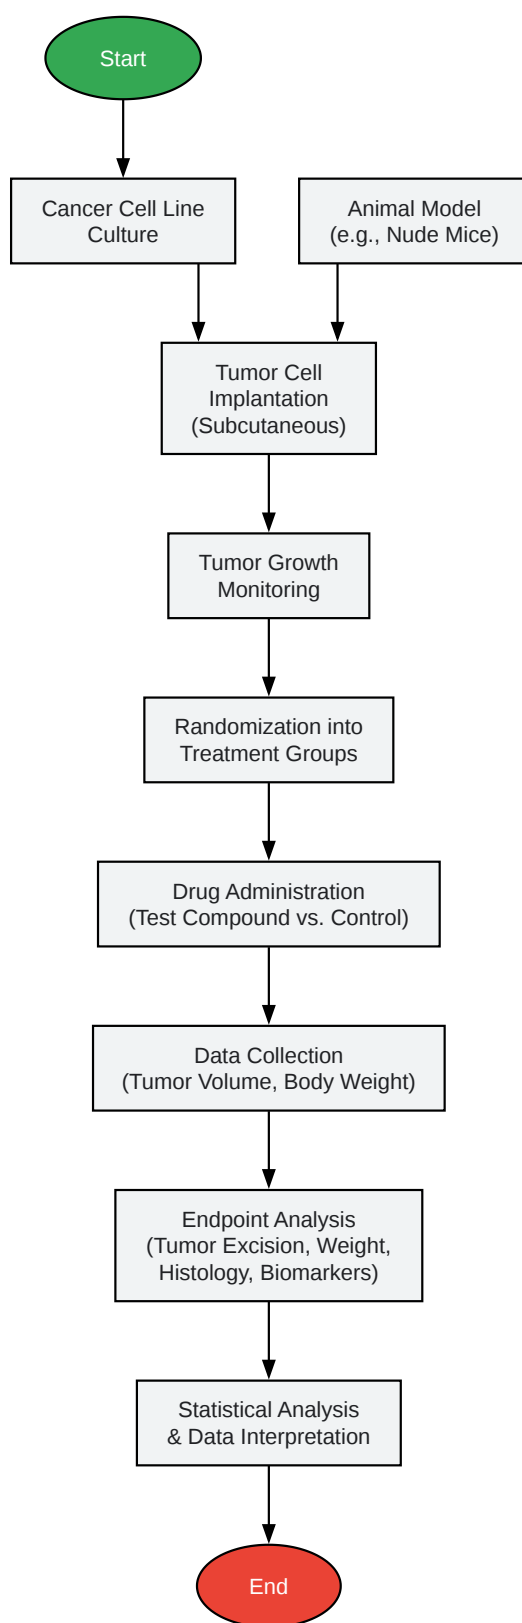 Start
Cancer Cell Line
Culture
Animal Model
(e.g., Nude Mice)
Tumor Cell
Implantation
(Subcutaneous)
Tumor Growth
Monitoring
Randomization into
Treatment Groups
Drug Administration
(Test Compound vs. Control)
Data Collection
(Tumor Volume, Body Weight)
Endpoint Analysis
(Tumor Excision, Weight,
Histology, Biomarkers)
Statistical Analysis
& Data Interpretation
End